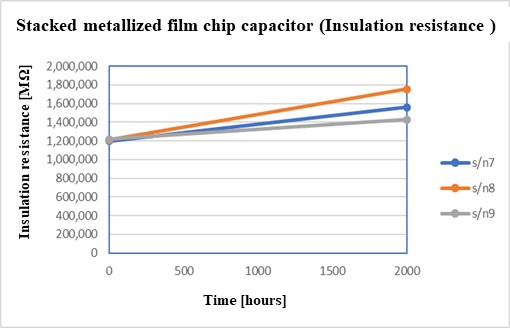 Stacked metallized film chip capacitor (Insulation resistance )
Insulation resistance [MΩ]
2,000,000
1,800,000
1,600,000
1,400,000
1,200,000
1,000,000
800,000
600,000
400,000
200,000
0
0 500 1000 1500 2000
Time [hours]
s/n7
s/n8
s/n9